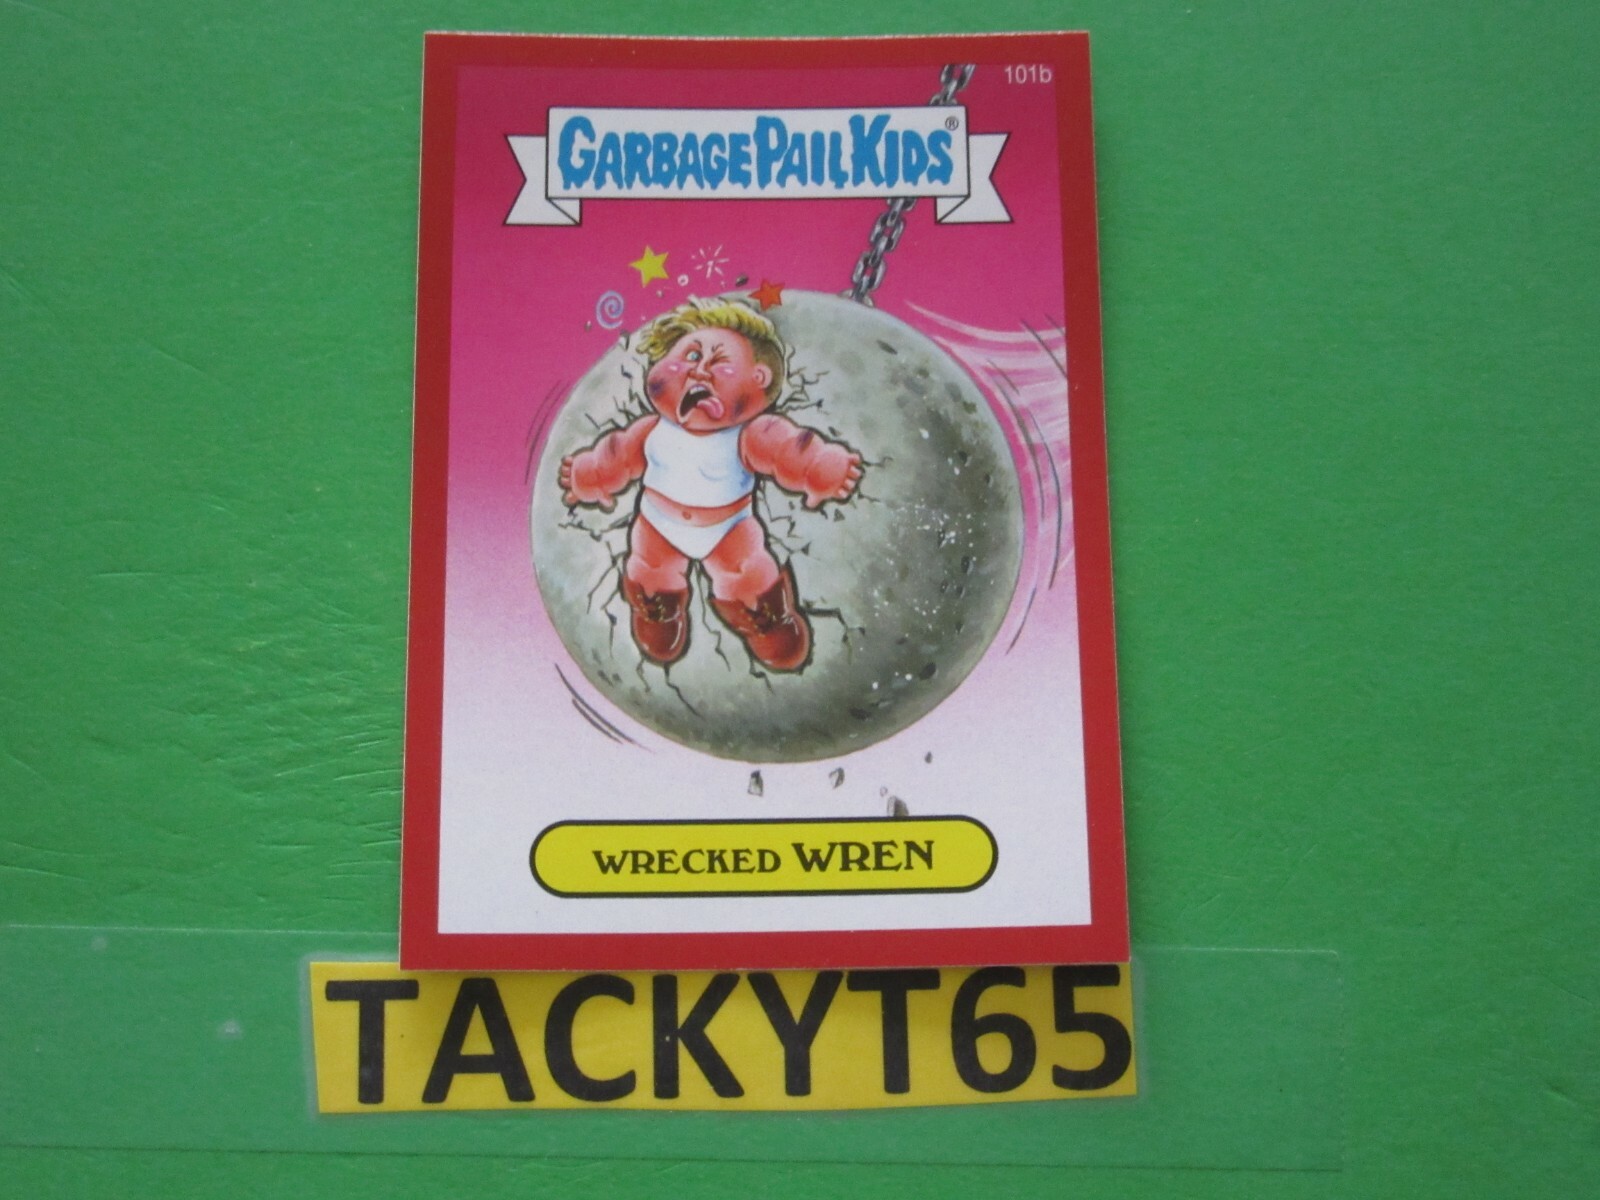 101b
GARBAGE PAIL KIDS®
WRECKED WREN
TACKYT65